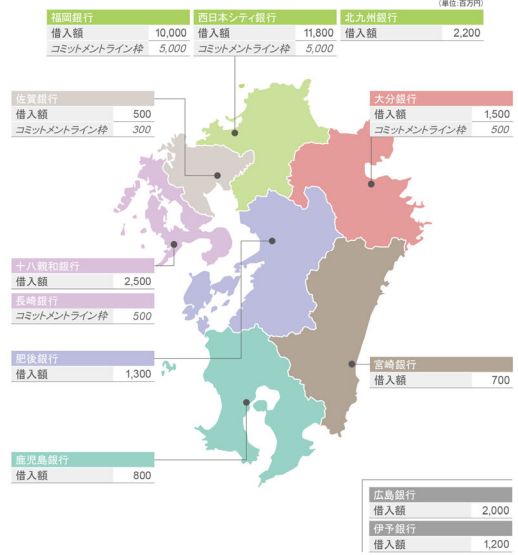 (単位:百万円)
福岡銀行
借入額 10,000
コミットメントライン枠 5,000
西日本シティ銀行
借入額 11,800
コミットメントライン枠 5,000
北九州銀行
借入額 2,200
佐賀銀行
借入額 500
コミットメントライン枠 300
大分銀行
借入額 1,500
コミットメントライン枠 500
十八親和銀行
借入額 2,500
長崎銀行
コミットメントライン枠 500
肥後銀行
借入額 1,300
宮崎銀行
借入額 700
鹿児島銀行
借入額 800
広島銀行
借入額 2,000
伊予銀行
借入額 1,200